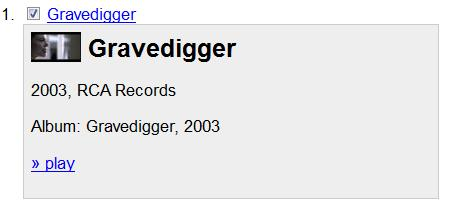 1. Gravedigger
Gravedigger
2003, RCA Records
Album: Gravedigger, 2003
» play